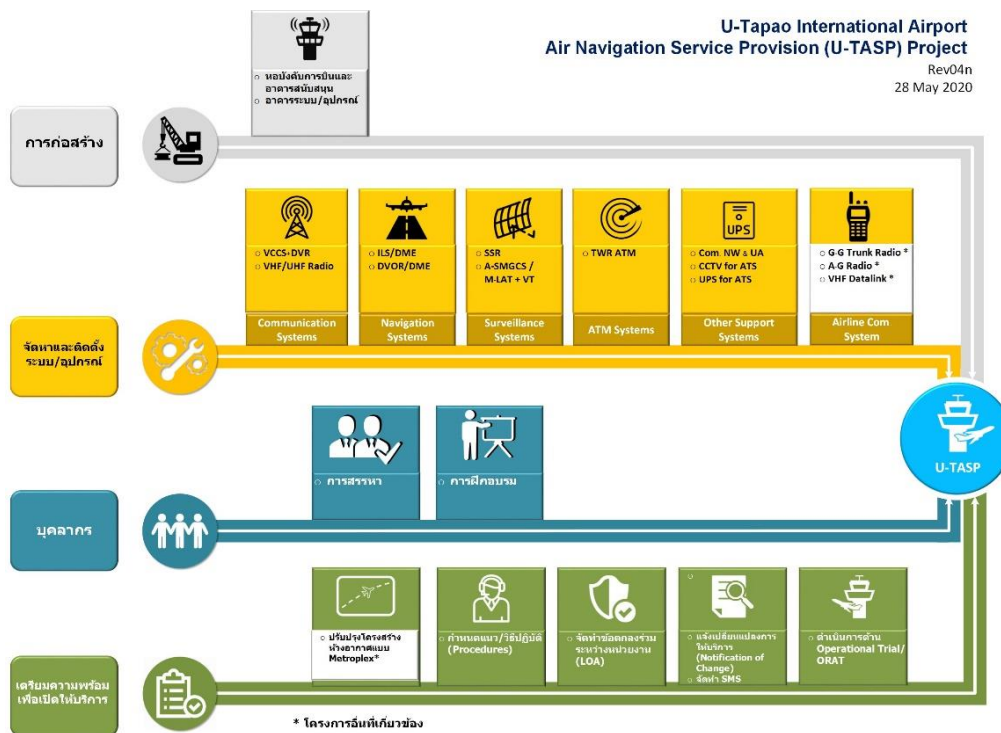 U-Tapao International Airport
Air Navigation Service Provision (U-TASP) Project
Rev04n
28 May 2020
○ หอบังคับการบินและ
อาคารสนับสนุน
○ อาคารระบบ/อุปกรณ์
การก่อสร้าง
○ VCCS+DVR
○ VHF/UHF Radio
Communication
Systems
○ ILS/DME
○ DVOR/DME
Navigation
Systems
○ SSR
○ A-SMGCS /
M-LAT + VT
Surveillance
Systems
○ TWR ATM
ATM Systems
UPS
○ Com. NW & UA
○ CCTV for ATS
○ UPS for ATS
Other Support
Systems
○ G-G Trunk Radio *
○ A-G Radio *
○ VHF Datalink *
Airline Com
System
จัดหาและติดตั้ง
ระบบ/อุปกรณ์
U-TASP
○ การสรรหา
○ การฝึกอบรม
บุคลากร
○ ปรับปรุงโครงสร้าง
ห้วงอากาศแบบ
Metroplex*
○ กำหนดแนว/วิธีปฏิบัติ
(Procedures)
○ จัดทำข้อตกลงร่วม
ระหว่างหน่วยงาน
(LOA)
○ แจ้งเปลี่ยนแปลงการ
ให้บริการ
(Notification of
Change)
○ จัดทำ SMS
○ ดำเนินการด้าน
Operational Trial/
ORAT
เตรียมความพร้อม
เพื่อเปิดให้บริการ
* โครงการอื่นที่เกี่ยวข้อง